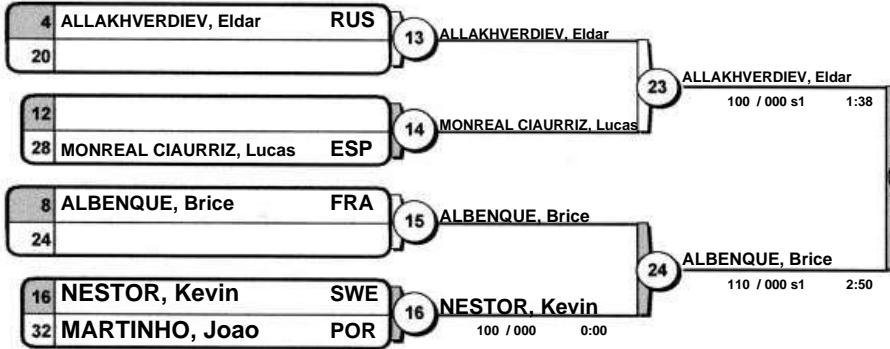 4 ALLAKHVERDIEV, Eldar RUS
20
13 ALLAKHVERDIEV, Eldar
12
28 MONREAL CIAURRIZ, Lucas ESP
14 MONREAL CIAURRIZ, Lucas
23 ALLAKHVERDIEV, Eldar
100 / 000 s1 1:38
8 ALBENQUE, Brice FRA
24
15 ALBENQUE, Brice
16 NESTOR, Kevin SWE
32 MARTINHO, Joao POR
16 NESTOR, Kevin
100 / 000 0:00
24 ALBENQUE, Brice
110 / 000 s1 2:50